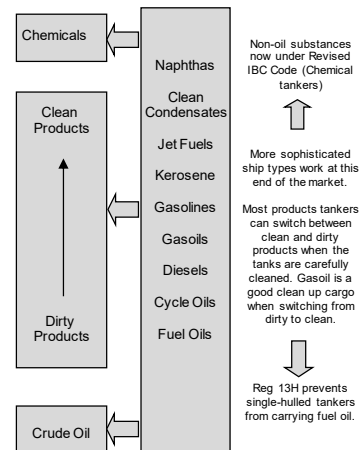 Chemicals
Clean
Products
Dirty
Products
Crude Oil
Naphthas
Clean
Condensates
Jet Fuels
Kerosene
Gasolines
Gasoils
Diesels
Cycle Oils
Fuel Oils
Non-oil substances
now under Revised
IBC Code (Chemical
tankers)
More sophisticated
ship types work at this
end of the market.
Most products tankers
can switch between
clean and dirty
products when the
tanks are carefully
cleaned. Gasoil is a
good clean up cargo
when switching from
dirty to clean.
Reg 13H prevents
single-hulled tankers
from carrying fuel oil.